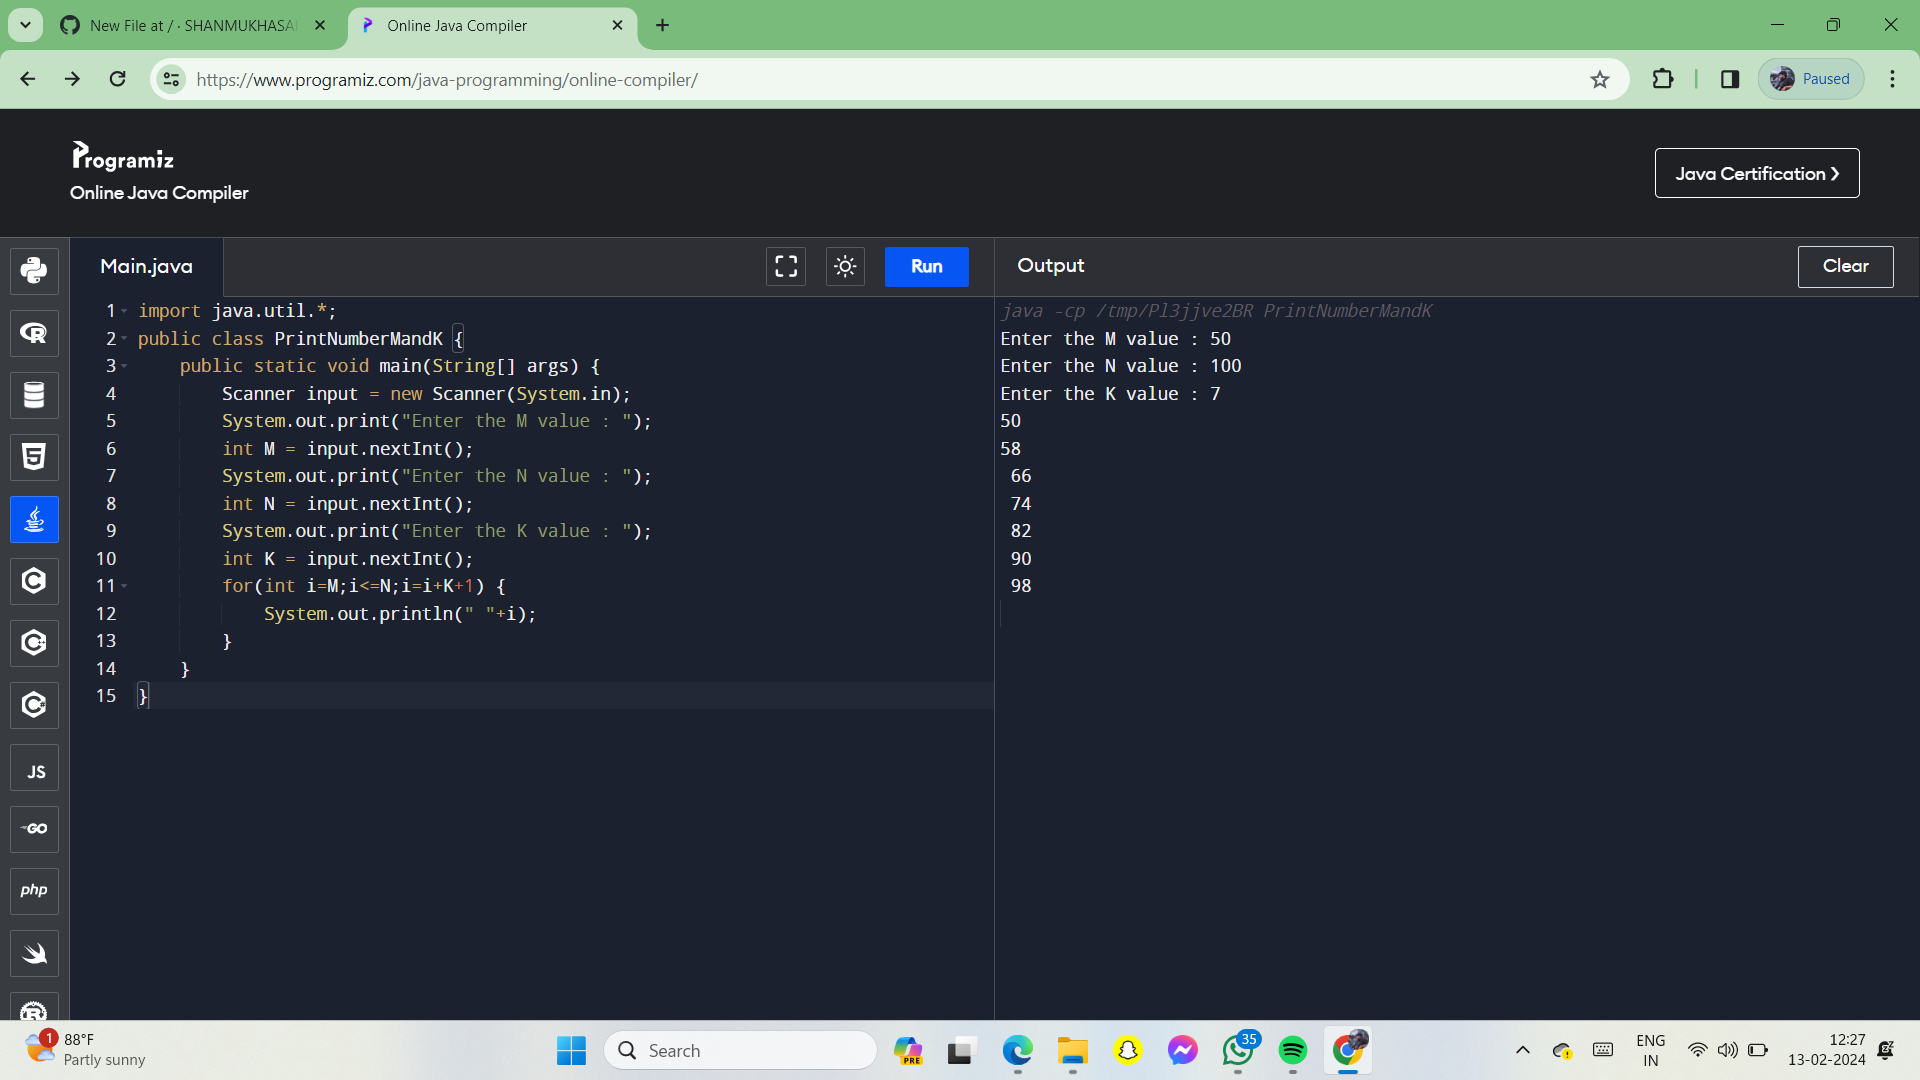 New File at / · SHANMUKHASAI
Online Java Compiler
https://www.programiz.com/java-programming/online-compiler/
Paused
Programiz
Online Java Compiler
Java Certification ❯
Main.java
Run
Output
Clear
1 import java.util.*;
2 public class PrintNumberMandK {
3     public static void main(String[] args) {
4         Scanner input = new Scanner(System.in);
5         System.out.print("Enter the M value : ");
6         int M = input.nextInt();
7         System.out.print("Enter the N value : ");
8         int N = input.nextInt();
9         System.out.print("Enter the K value : ");
10         int K = input.nextInt();
11         for(int i=M;i<=N;i=i+K+1) {
12             System.out.println(" "+i);
13         }
14     }
15 }
java -cp /tmp/Pl3jjve2BR PrintNumberMandK
Enter the M value : 50
Enter the N value : 100
Enter the K value : 7
50
58
 66
 74
 82
 90
 98
JS
GO
php
1
88°F
Partly sunny
Search
PRE
35
ENG
IN
12:27
13-02-2024